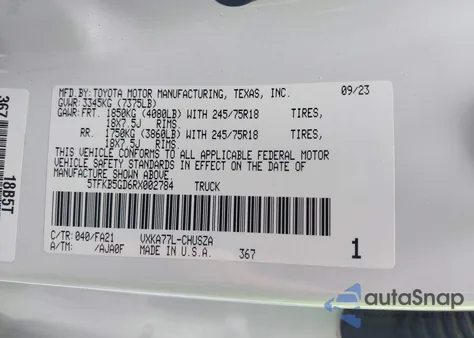 MFD.BY:TOYOTA MOTOR MANUFACTURING, TEXAS, INC. 09/23
GVWR:3345KG (7375LB)
GAWR:FRT. 1850KG (4080LB) WITH 245/75R18 TIRES,
18X7.5J RIMS.
RR. 1750KG (3860LB) WITH 245/75R18 TIRES,
18X7.5J RIMS.
THIS VEHICLE CONFORMS TO ALL APPLICABLE FEDERAL MOTOR
VEHICLE SAFETY STANDARDS IN EFFECT ON THE DATE OF
MANUFACTURE SHOWN ABOVE.
5TFKB5GD6RX002784 TRUCK
C/TR:040/FA21 VXKA77L-CHUSZA
A/TM: /AJA0F MADE IN U.S.A. 367 1
367 18B5T
autoSnap